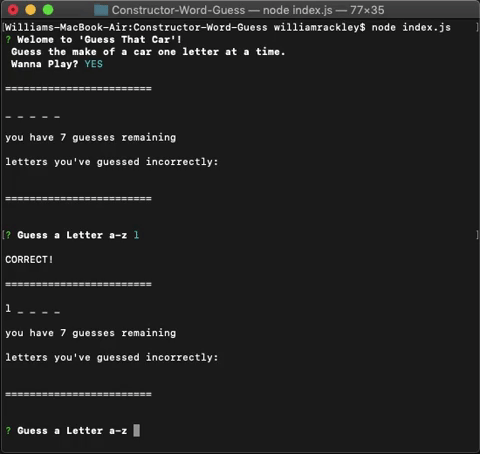 Constructor-Word-Guess — node index.js — 77×35
[Williams-MacBook-Air:Constructor-Word-Guess williamrackley$ node index.js ]
? Welome to 'Guess That Car'!
Guess the make of a car one letter at a time.
Wanna Play? YES
========================
_ _ _ _ _
you have 7 guesses remaining
letters you've guessed incorrectly:
========================
[? Guess a Letter a-z l ]
CORRECT!
========================
l _ _ _ _
you have 7 guesses remaining
letters you've guessed incorrectly:
========================
? Guess a Letter a-z